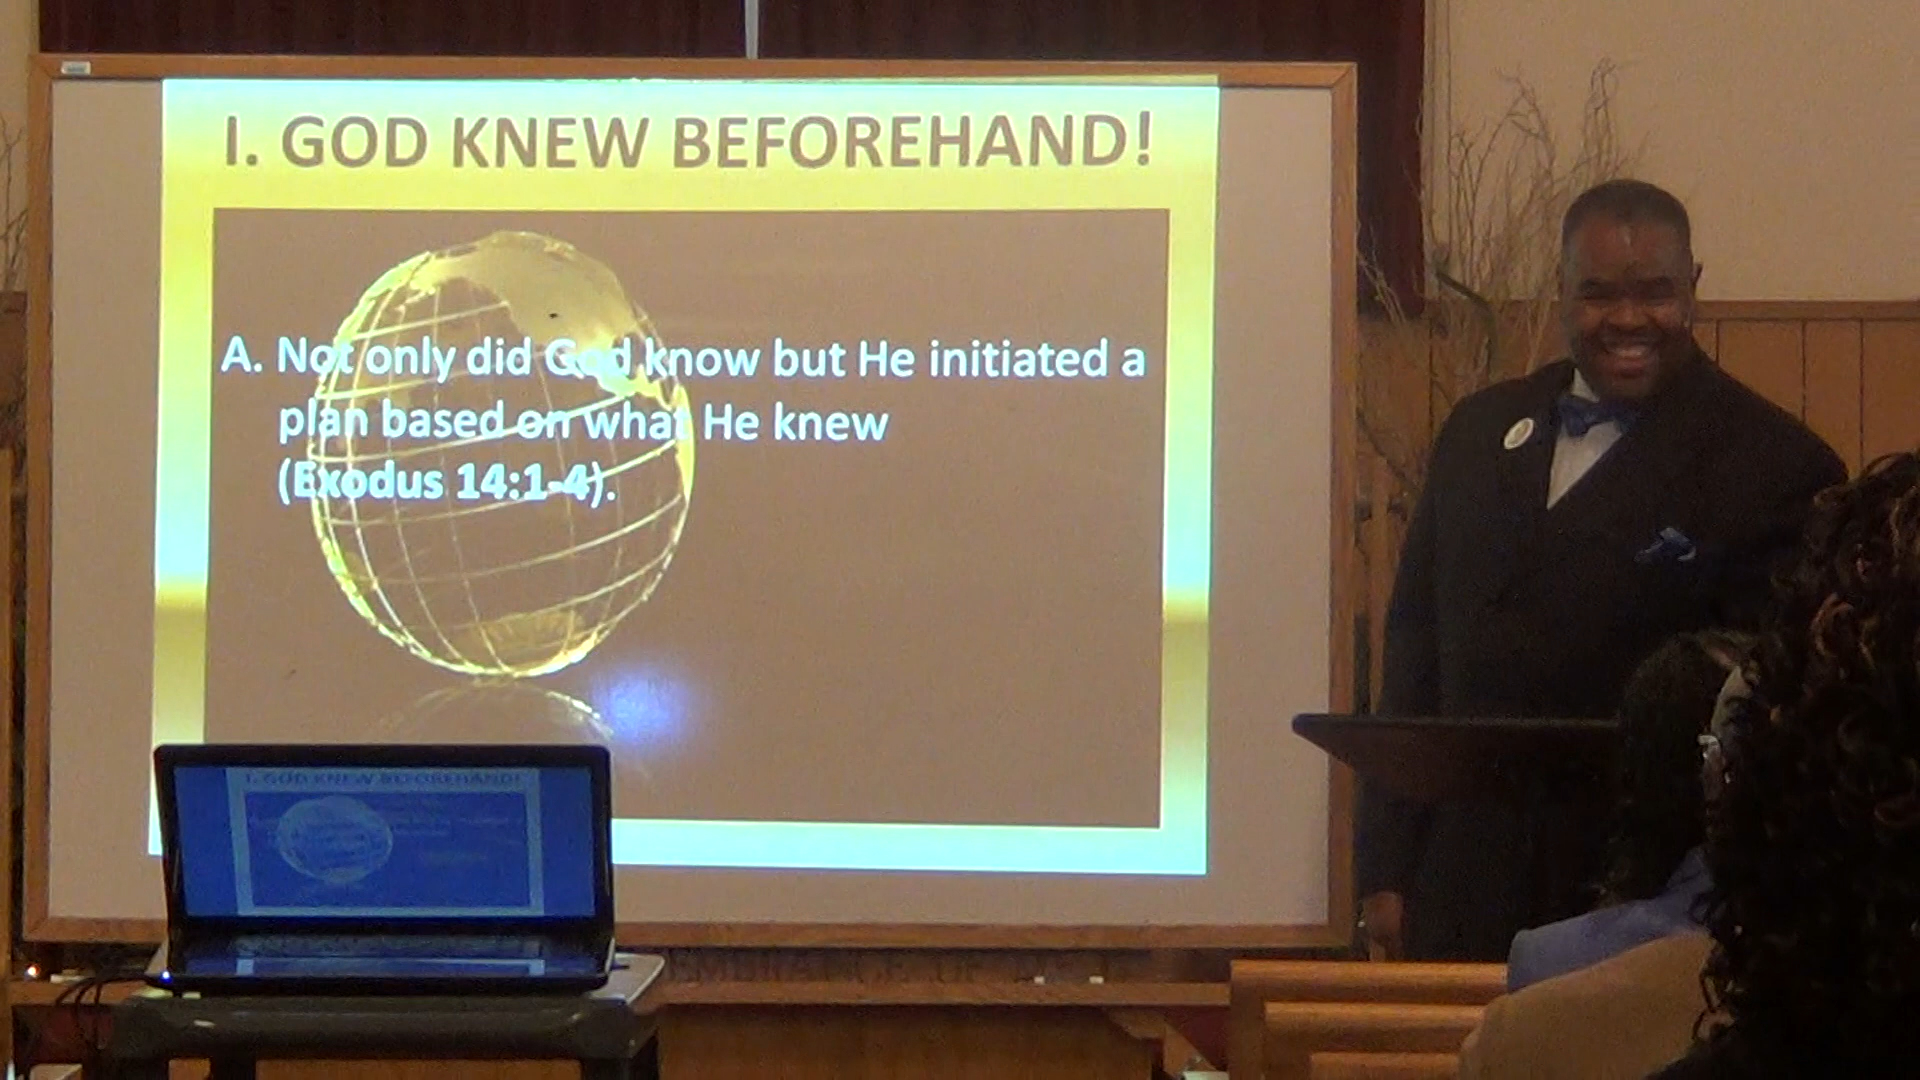 I. GOD KNEW BEFOREHAND!
A. Not only did God know but He initiated a
plan based on what He knew
(Exodus 14:1-4).
I. GOD KNEW BEFOREHAND!